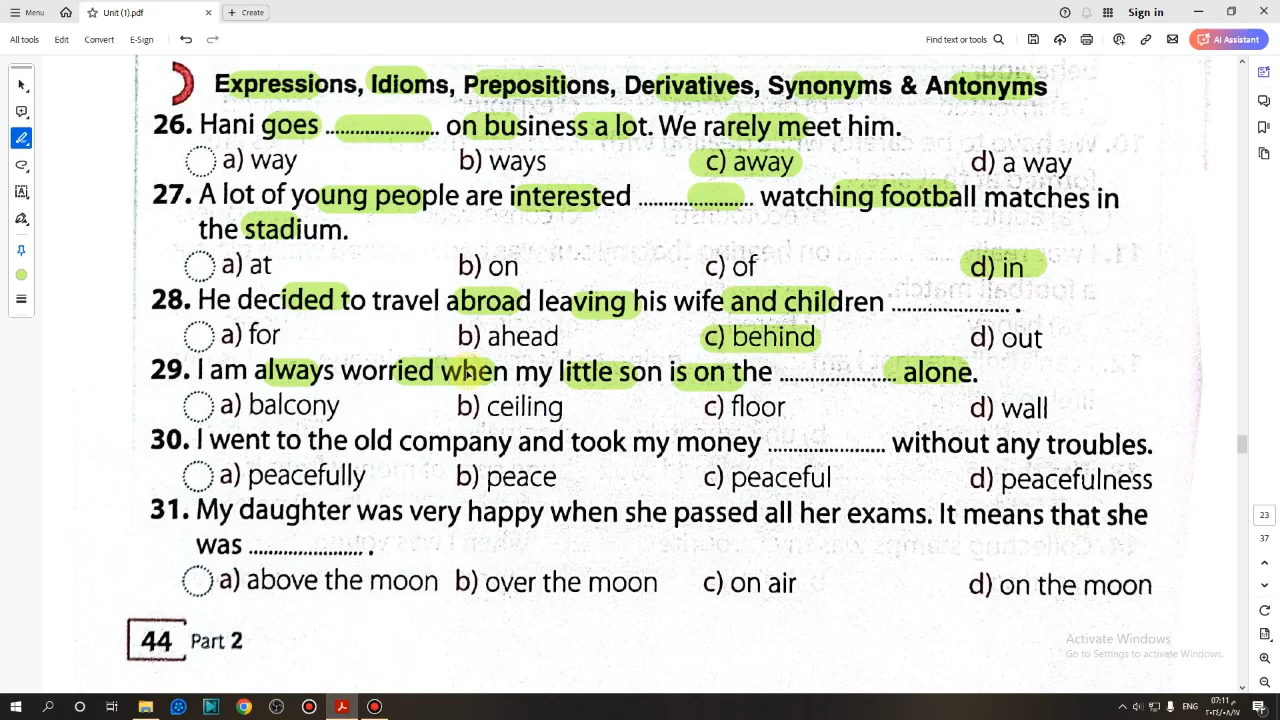 Menu
Unit (1).pdf
Create
Sign in
All tools
Edit
Convert
E-Sign
Find text or tools
AI Assistant
Expressions, Idioms, Prepositions, Derivatives, Synonyms & Antonyms
26. Hani goes ...................... on business a lot. We rarely meet him.
a) way b) ways c) away d) a way
27. A lot of young people are interested ...................... watching football matches in
the stadium.
a) at b) on c) of d) in
28. He decided to travel abroad leaving his wife and children ...................... .
a) for b) ahead c) behind d) out
29. I am always worried when my little son is on the ...................... alone.
a) balcony b) ceiling c) floor d) wall
30. I went to the old company and took my money ...................... without any troubles.
a) peacefully b) peace c) peaceful d) peacefulness
31. My daughter was very happy when she passed all her exams. It means that she
was ...................... .
a) above the moon b) over the moon c) on air d) on the moon
44 Part 2
23
37
Activate Windows
Go to Settings to activate Windows.
ENG
07:11 م